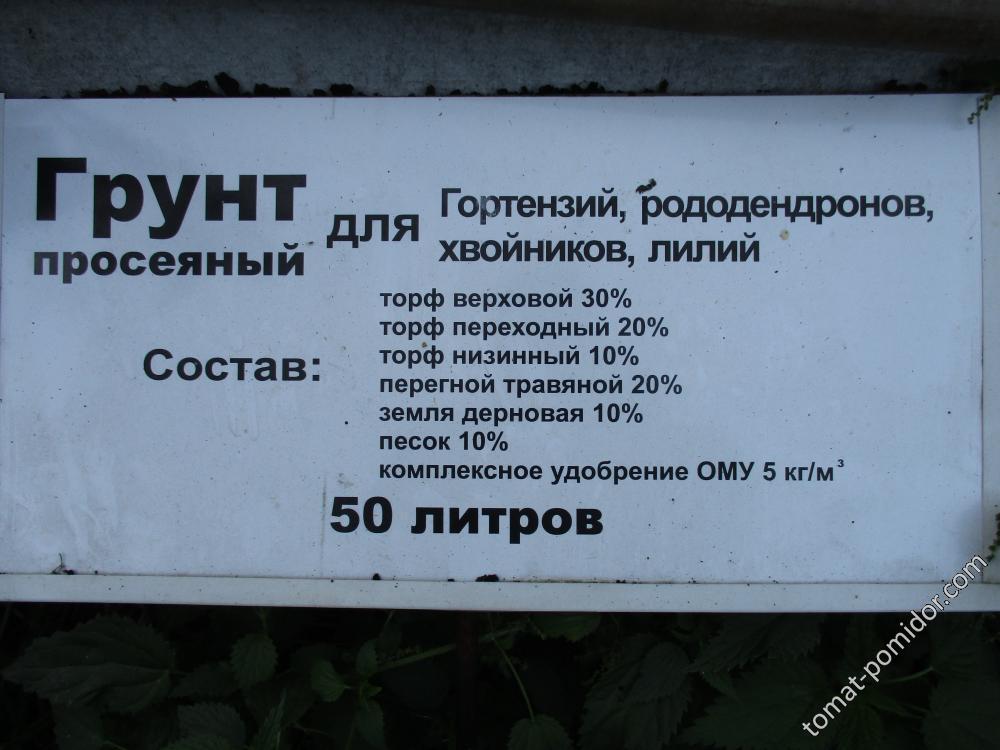 Грунт
просеяный
для
Гортензий, рододендронов,
хвойников, лилий
Состав:
торф верховой 30%
торф переходный 20%
торф низинный 10%
перегной травяной 20%
земля дерновая 10%
песок 10%
комплексное удобрение ОМУ 5 кг/м³
50 литров
tomat-pomidor.com